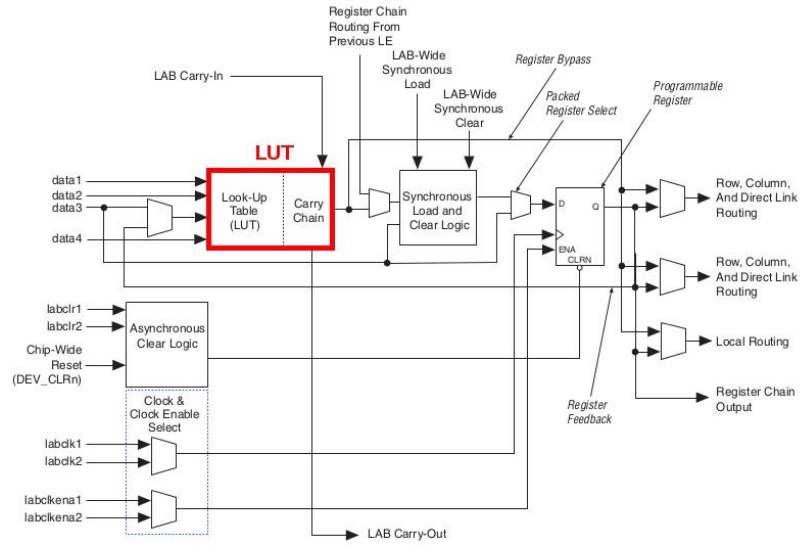 Register Chain
Routing From
Previous LE
LAB-Wide
Synchronous
Load
LAB-Wide
Synchronous
Clear
Register Bypass
Packed
Register Select
Programmable
Register
LAB Carry-In
LUT
data1
data2
data3
data4
Look-Up
Table
(LUT)
Carry
Chain
Synchronous
Load and
Clear Logic
D
Q
ENA
CLRN
Row, Column,
And Direct Link
Routing
Row, Column,
And Direct Link
Routing
Local Routing
Register Chain
Output
Register
Feedback
labclr1
labclr2
Chip-Wide
Reset
(DEV_CLRn)
Asynchronous
Clear Logic
Clock &
Clock Enable
Select
labclk1
labclk2
labclkena1
labclkena2
LAB Carry-Out